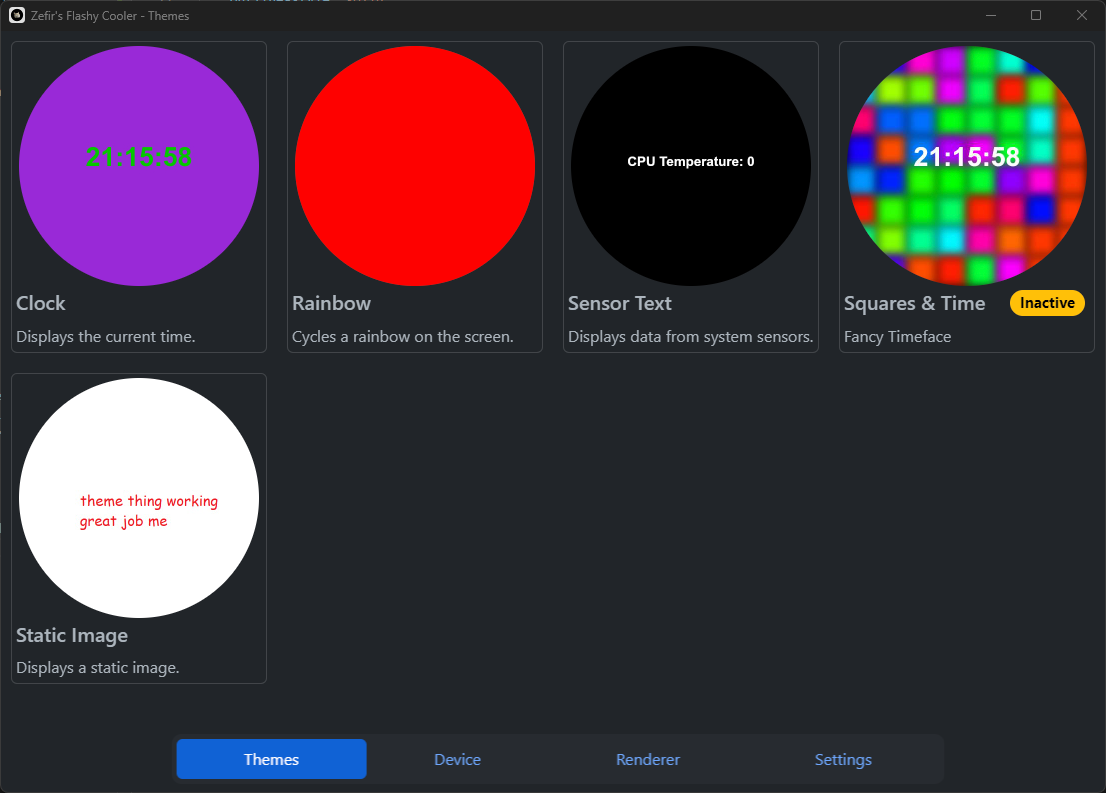 Zefir's Flashy Cooler - Themes
21:15:58
Clock
Displays the current time.
Rainbow
Cycles a rainbow on the screen.
CPU Temperature: 0
Sensor Text
Displays data from system sensors.
21:15:58
Squares & Time
Inactive
Fancy Timeface
theme thing working
great job me
Static Image
Displays a static image.
Themes
Device
Renderer
Settings